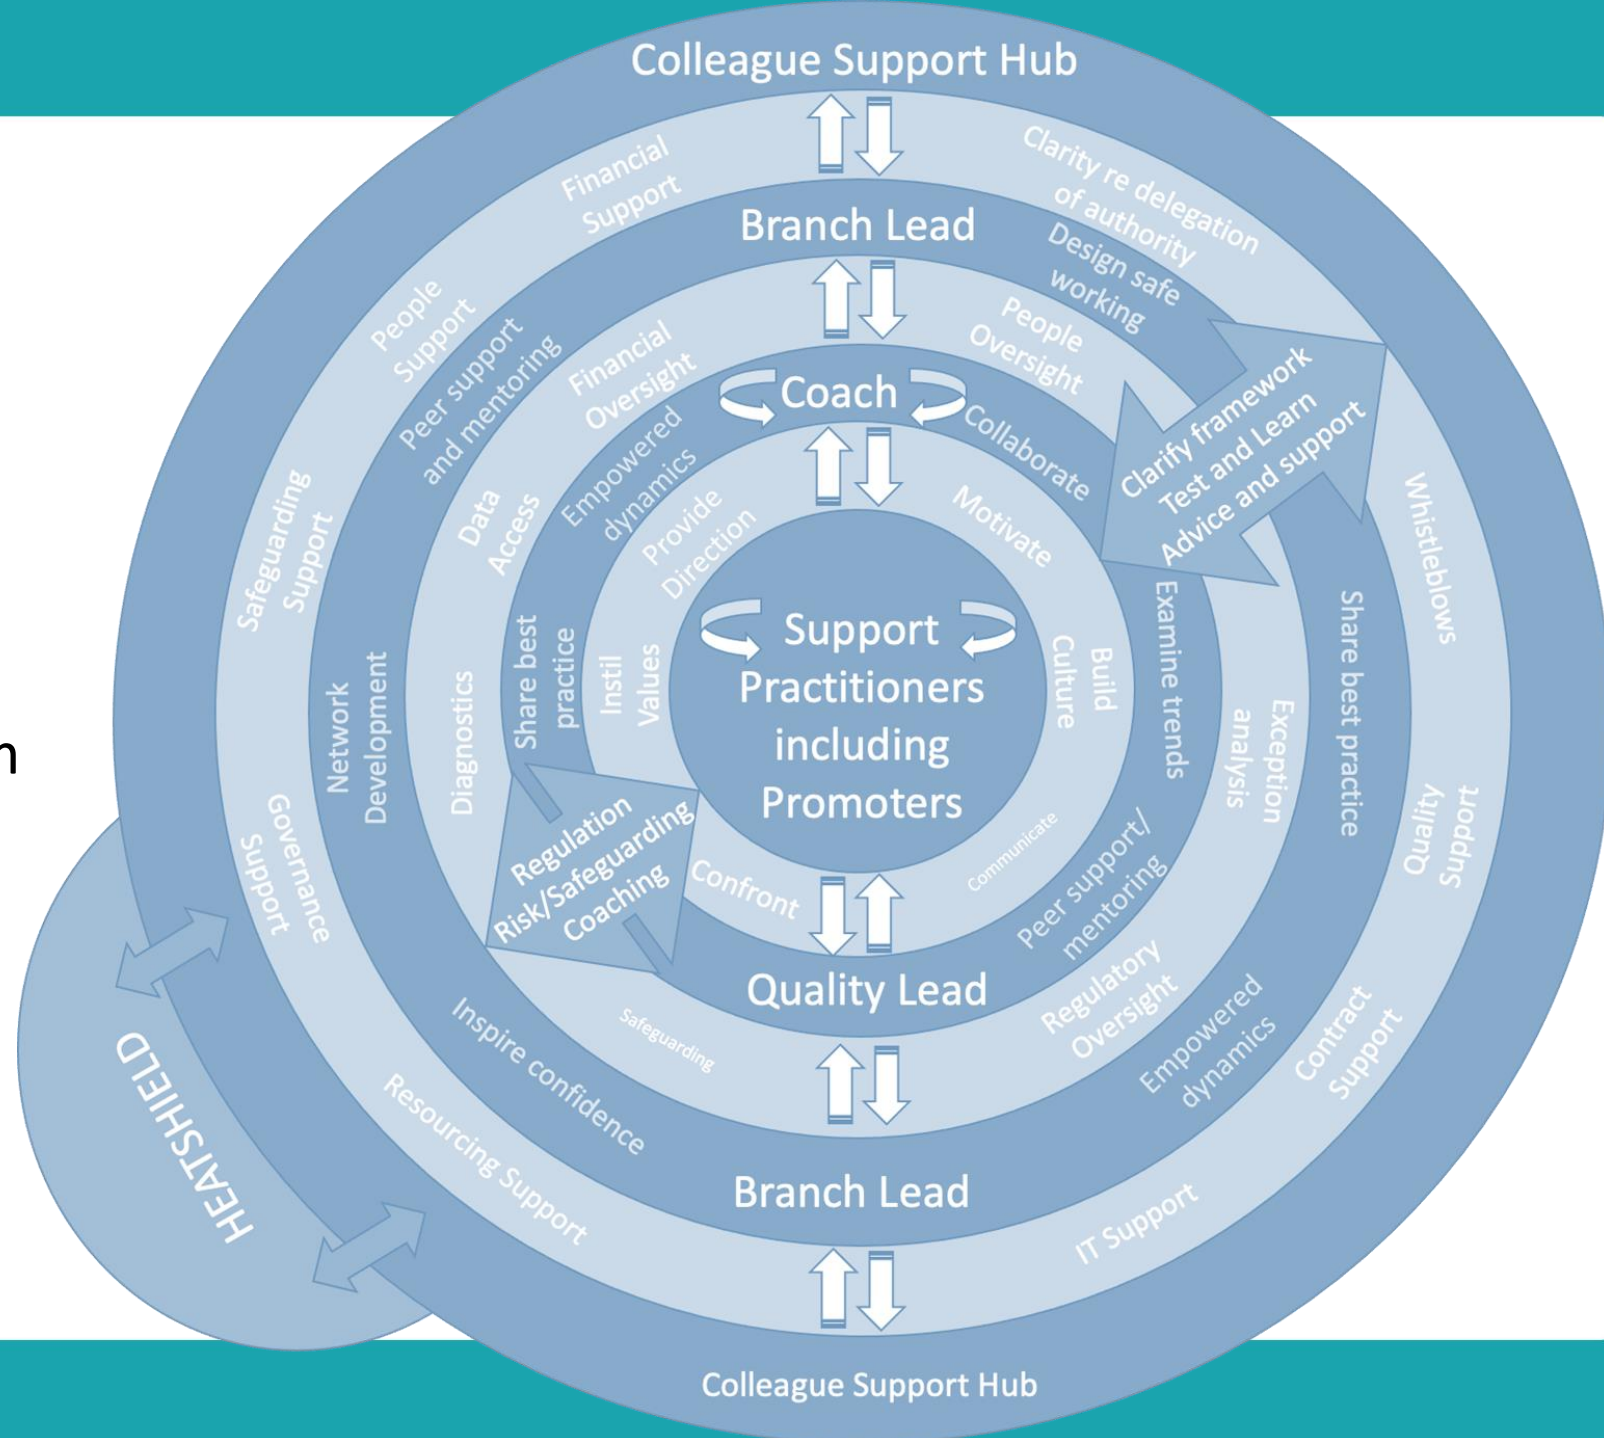 Colleague Support Hub
Financial
Support
Clarity re delegation
of authority
Branch Lead
Design safe
working
People
Support
Peer support
and mentoring
Financial
Oversight
People
Oversight
Coach
Collaborate
Empowered
dynamics
Clarify framework
Test and Learn
Advice and support
Data
Access
Provide
Direction
Motivate
Safeguarding
Support
Whistleblows
Support
Practitioners
including
Promoters
Network
Development
Diagnostics
Share best
practice
Instil
Values
Build
Culture
Examine trends
Exception
analysis
Share best practice
n
Governance
Support
Regulation
Risk/Safeguarding
Coaching
Confront
Communicate
Peer support/
mentoring
Quality
Support
Quality Lead
Safeguarding
Regulatory
Oversight
Inspire confidence
Empowered
dynamics
Contract
Support
HEATSHIELD
Resourcing Support
Branch Lead
IT Support
Colleague Support Hub